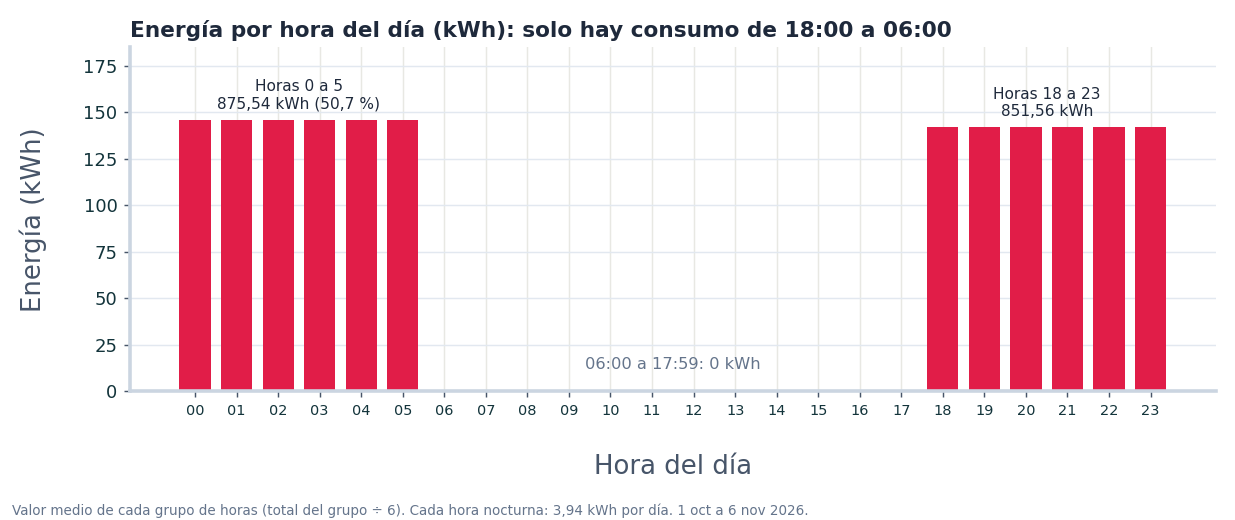 Energía por hora del día (kWh): solo hay consumo de 18:00 a 06:00
Energía (kWh)
175
150
125
100
75
50
25
0
Horas 0 a 5
875,54 kWh (50,7 %)
Horas 18 a 23
851,56 kWh
06:00 a 17:59: 0 kWh
00 01 02 03 04 05 06 07 08 09 10 11 12 13 14 15 16 17 18 19 20 21 22 23
Hora del día
Valor medio de cada grupo de horas (total del grupo ÷ 6). Cada hora nocturna: 3,94 kWh por día. 1 oct a 6 nov 2026.